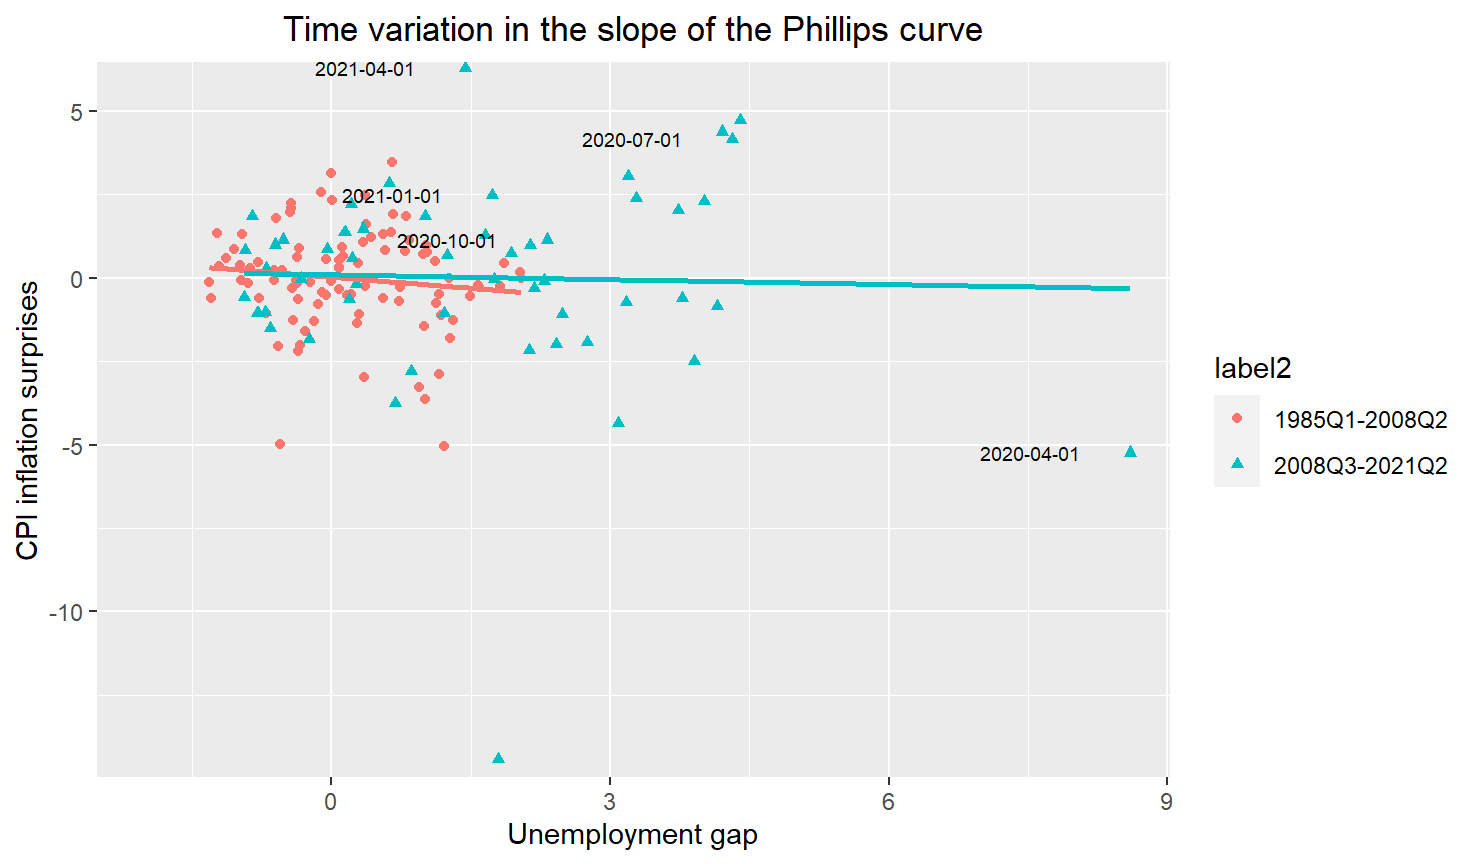 Time variation in the slope of the Phillips curve
2021-04-01
5
2020-07-01
2021-01-01
2020-10-01
0
CPI inflation surprises
label2
1985Q1-2008Q2
2008Q3-2021Q2
-5
2020-04-01
-10
0
3
6
9
Unemployment gap